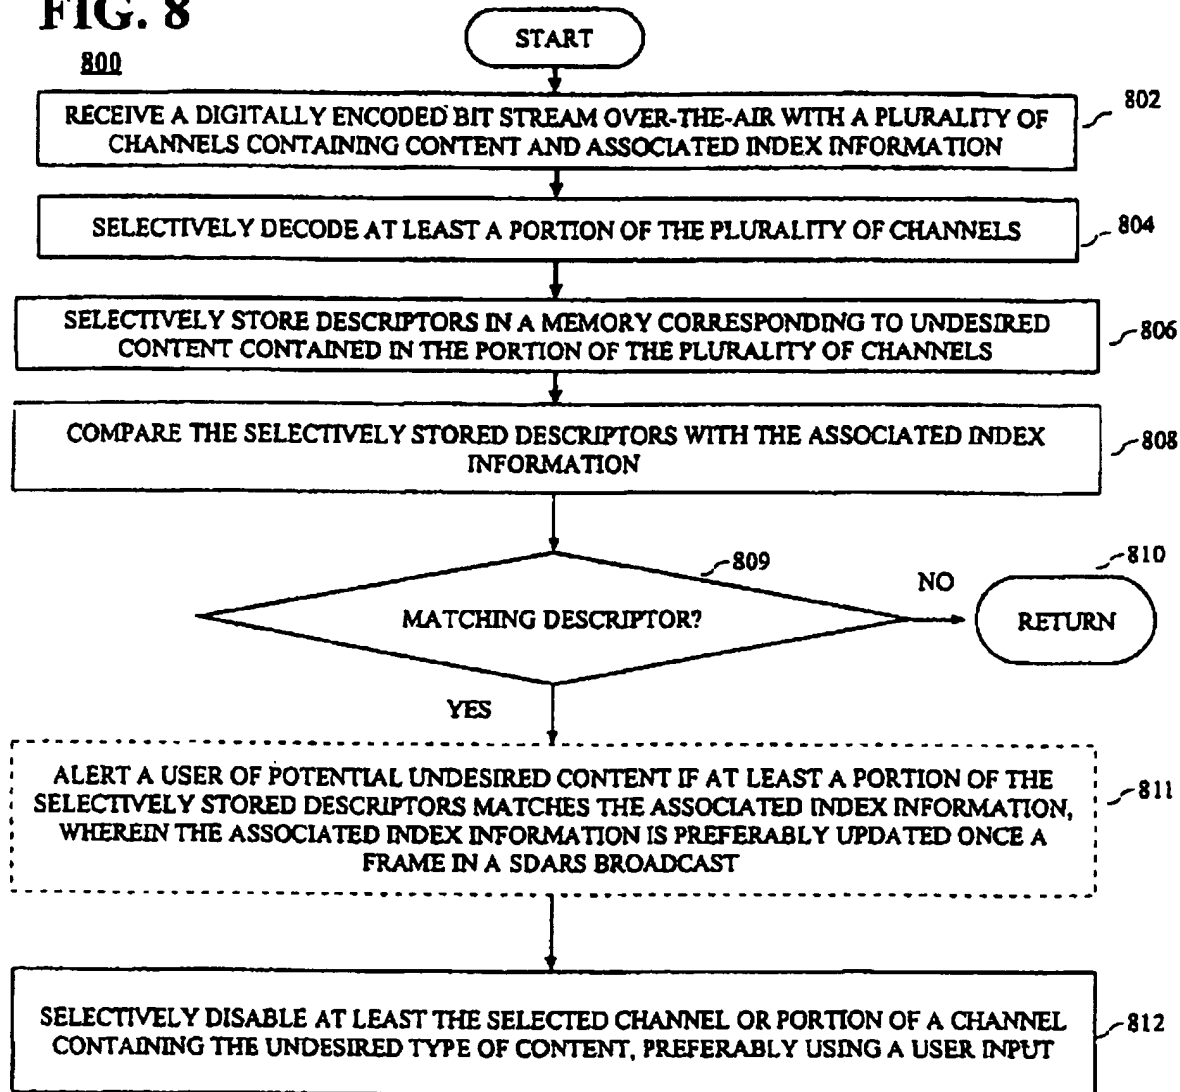 FIG. 8
800
START
RECEIVE A DIGITALLY ENCODED BIT STREAM OVER-THE-AIR WITH A PLURALITY OF
CHANNELS CONTAINING CONTENT AND ASSOCIATED INDEX INFORMATION
802
SELECTIVELY DECODE AT LEAST A PORTION OF THE PLURALITY OF CHANNELS
804
SELECTIVELY STORE DESCRIPTORS IN A MEMORY CORRESPONDING TO UNDESIRED
CONTENT CONTAINED IN THE PORTION OF THE PLURALITY OF CHANNELS
806
COMPARE THE SELECTIVELY STORED DESCRIPTORS WITH THE ASSOCIATED INDEX
INFORMATION
808
809
MATCHING DESCRIPTOR?
NO
810
RETURN
YES
ALERT A USER OF POTENTIAL UNDESIRED CONTENT IF AT LEAST A PORTION OF THE
SELECTIVELY STORED DESCRIPTORS MATCHES THE ASSOCIATED INDEX INFORMATION,
WHEREIN THE ASSOCIATED INDEX INFORMATION IS PREFERABLY UPDATED ONCE A
FRAME IN A SDARS BROADCAST
811
SELECTIVELY DISABLE AT LEAST THE SELECTED CHANNEL OR PORTION OF A CHANNEL
CONTAINING THE UNDESIRED TYPE OF CONTENT, PREFERABLY USING A USER INPUT
812